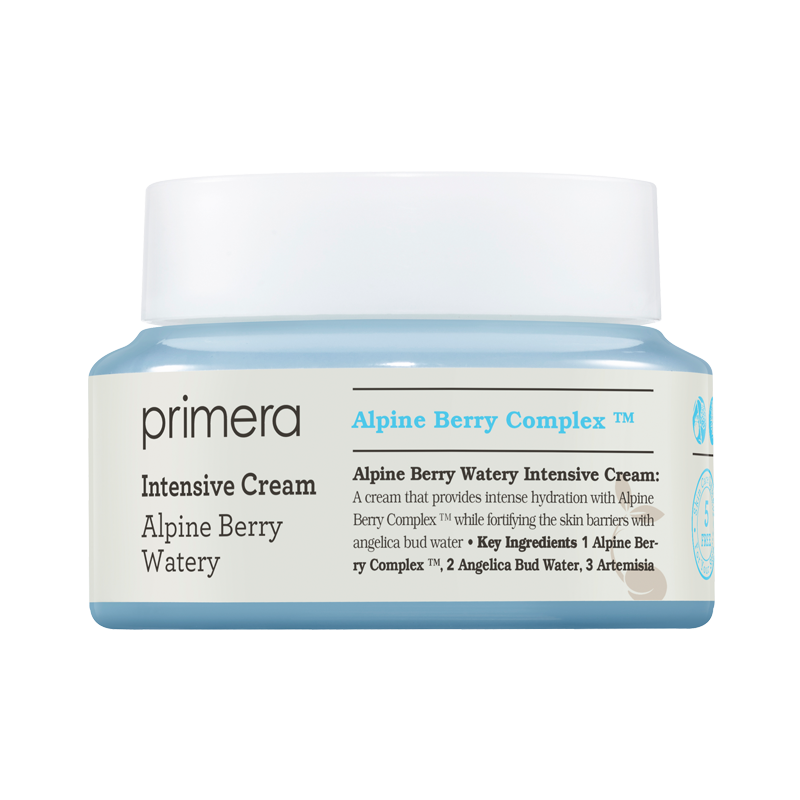 primera
Intensive Cream
Alpine Berry
Watery
Alpine Berry Complex ™
Alpine Berry Watery Intensive Cream:
A cream that provides intense hydration with Alpine
Berry Complex ™ while fortifying the skin barriers with
angelica bud water • Key Ingredients 1 Alpine Ber-
ry Complex ™, 2 Angelica Bud Water, 3 Artemisia
5
FREE